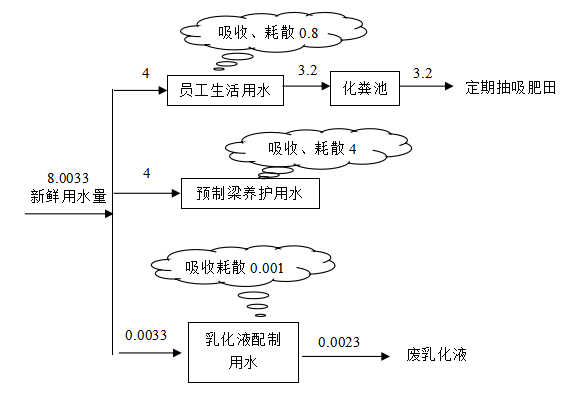 吸收、耗散 0.8
4
员工生活用水
3.2
化粪池
3.2
定期抽吸肥田
吸收、耗散 4
8.0033
新鲜用水量
4
预制梁养护用水
吸收耗散 0.001
0.0033
乳化液配制
用水
0.0023
废乳化液